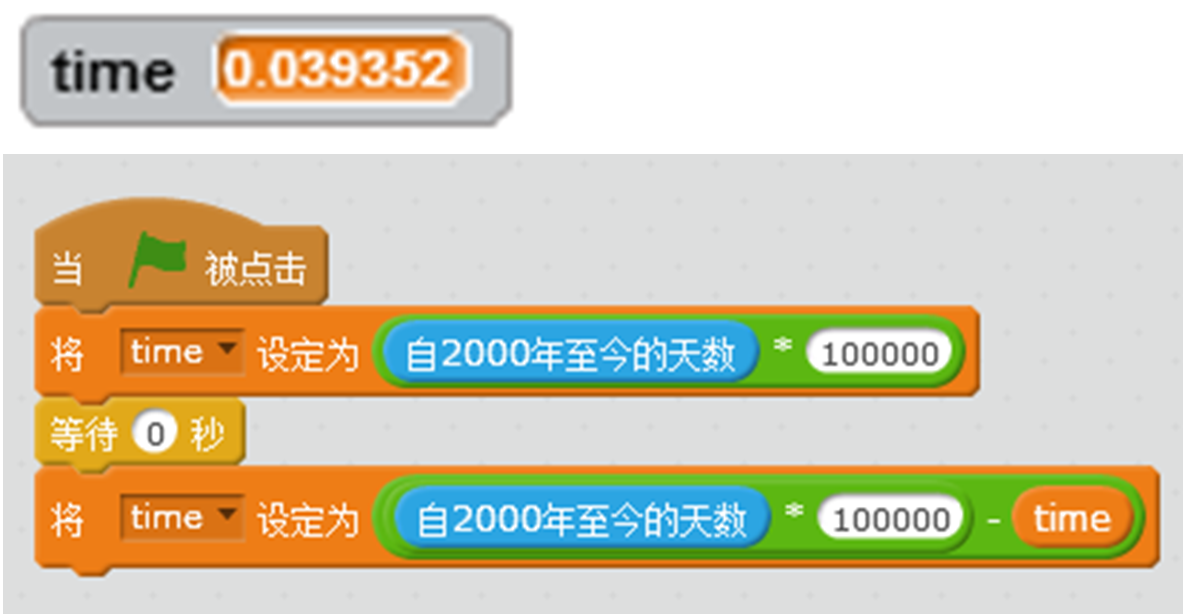 time 0.039352
当 被点击
将 time 设定为 自2000年至今的天数 * 100000
等待 0 秒
将 time 设定为 自2000年至今的天数 * 100000 - time